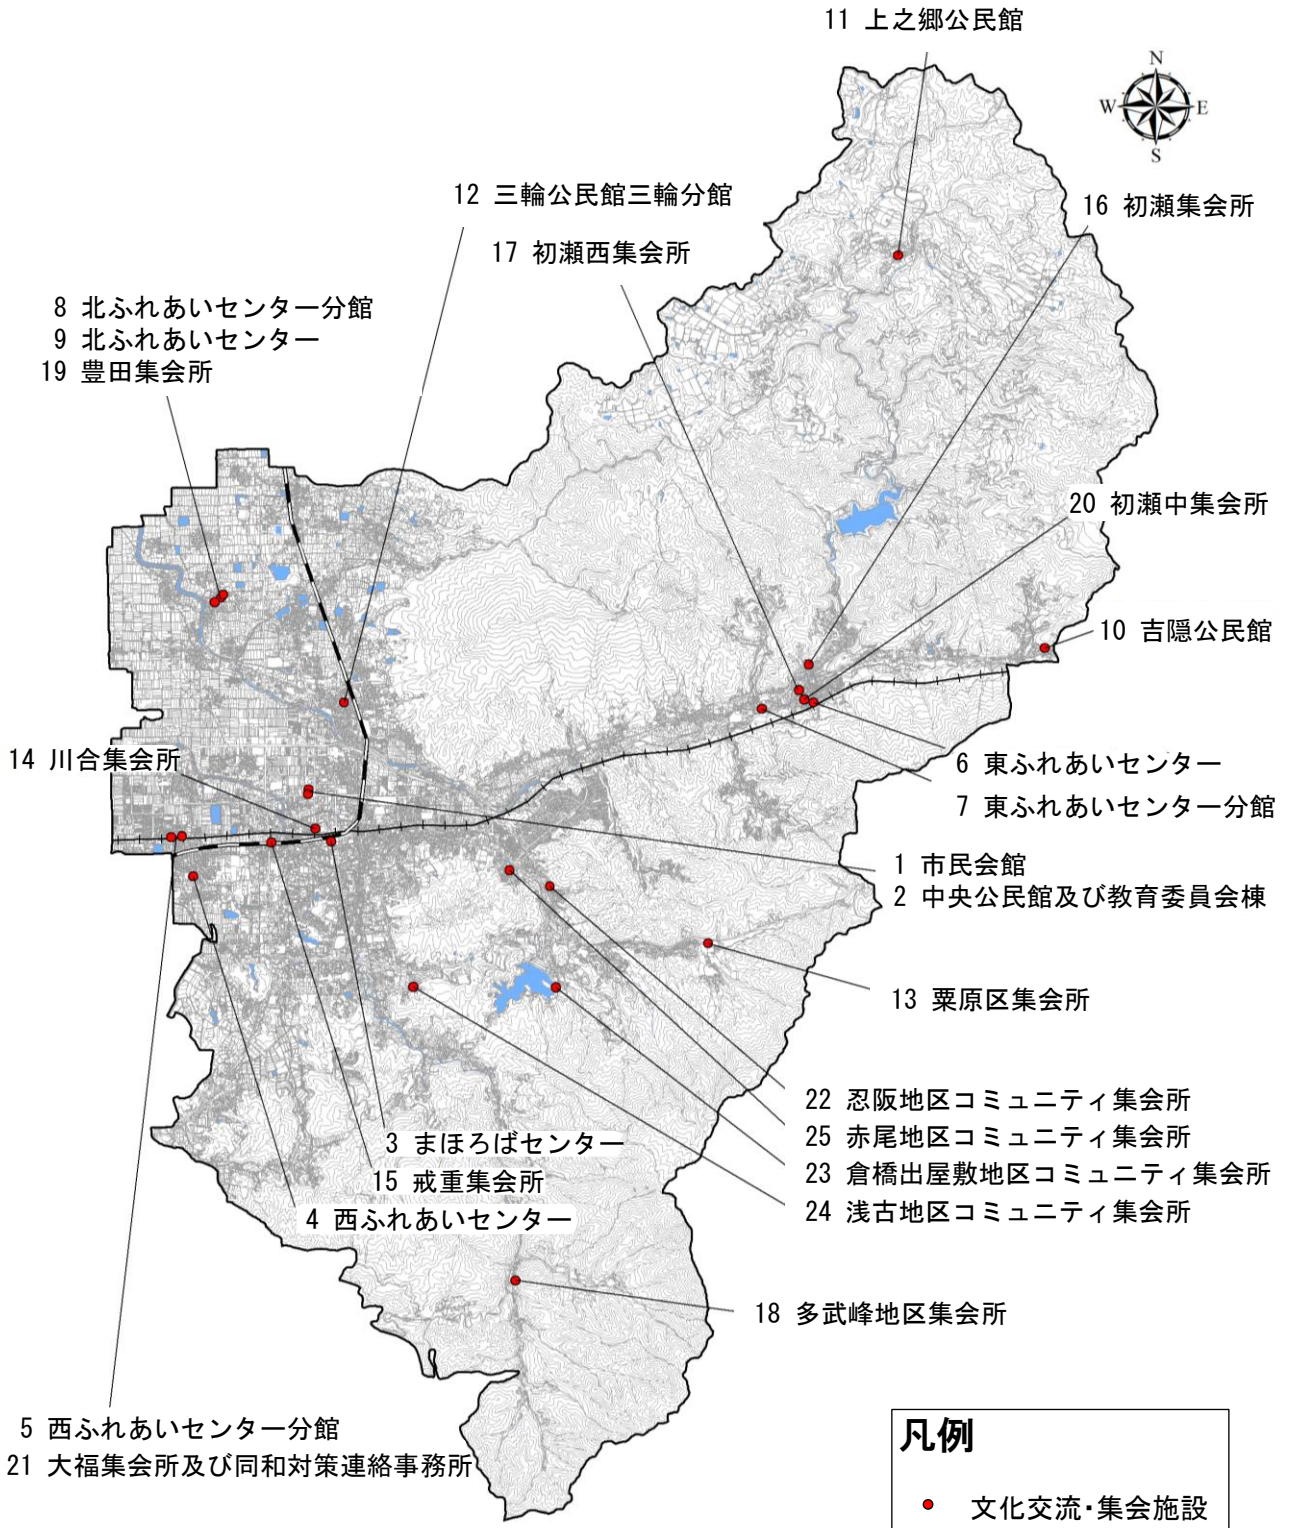 11 上之郷公民館
N
W
E
S
12 三輪公民館三輪分館
16 初瀬集会所
17 初瀬西集会所
8 北ふれあいセンター分館
9 北ふれあいセンター
19 豊田集会所
20 初瀬中集会所
10 吉隠公民館
14 川合集会所
6 東ふれあいセンター
7 東ふれあいセンター分館
1 市民会館
2 中央公民館及び教育委員会棟
13 粟原区集会所
22 忍阪地区コミュニティ集会所
25 赤尾地区コミュニティ集会所
23 倉橋出屋敷地区コミュニティ集会所
24 浅古地区コミュニティ集会所
3 まほろばセンター
15 戒重集会所
4 西ふれあいセンター
18 多武峰地区集会所
5 西ふれあいセンター分館
21 大福集会所及び同和対策連絡事務所
凡例
文化交流・集会施設